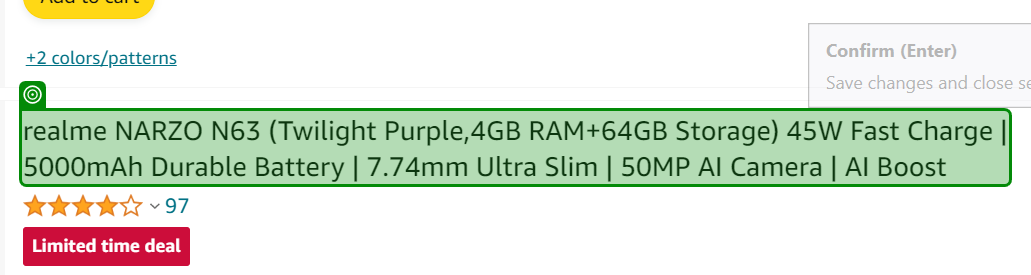 Add to cart
+2 colors/patterns
Confirm (Enter)
Save changes and close se
realme NARZO N63 (Twilight Purple,4GB RAM+64GB Storage) 45W Fast Charge |
5000mAh Durable Battery | 7.74mm Ultra Slim | 50MP AI Camera | AI Boost
97
Limited time deal